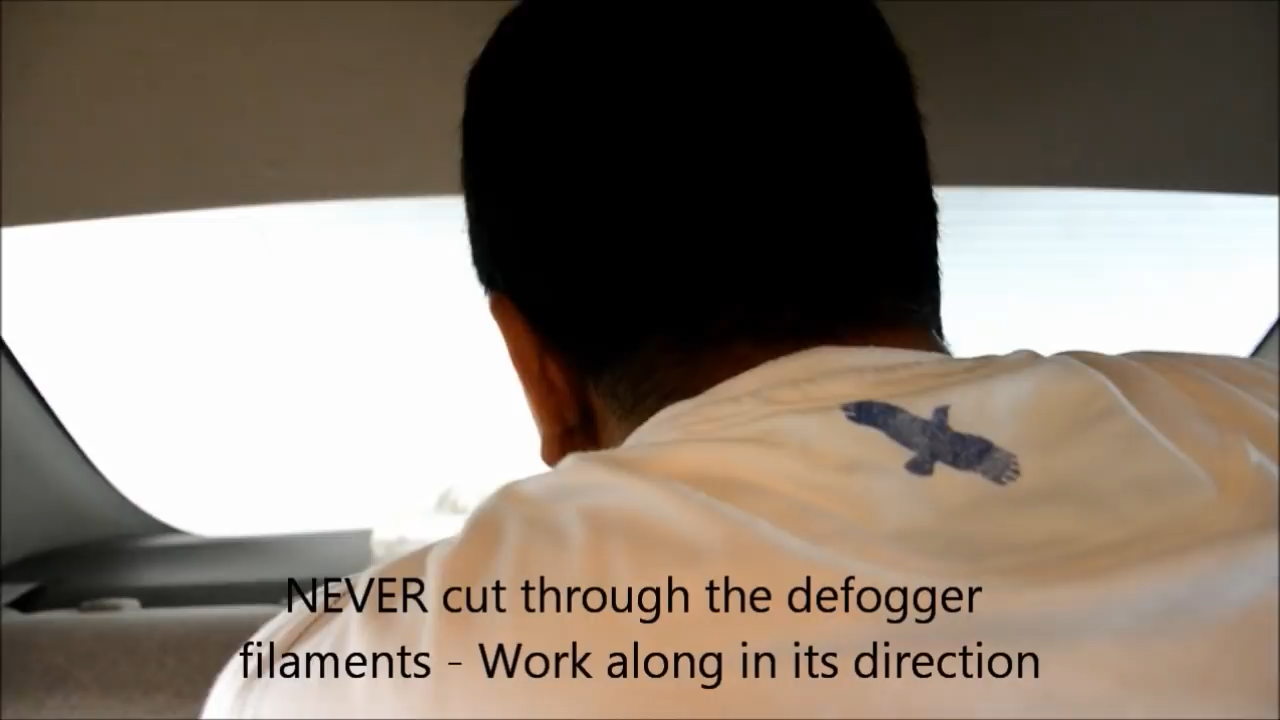 NEVER cut through the defogger
filaments - Work along in its direction